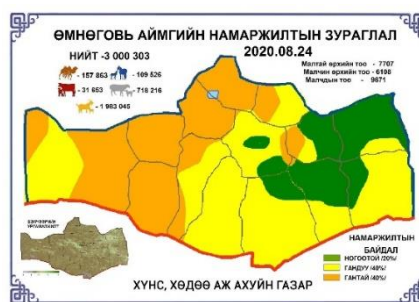 ӨМНӨГОВЬ АЙМГИЙН НАМАРЖИЛТЫН ЗУРАГЛАЛ
2020.08.24
НИЙТ -3 000 303
- 157 863
- 109 526
- 31 653
- 718 216
- 1 983 045
Малтай өрхийн тоо - 7707
Малчин өрхийн тоо - 6198
Малчдын тоо - 9671
НАМАРЖИЛТЫН
БАЙДАЛ
НОГООТОЙ /20%/
ГАНДУУ /40%/
ГАНТАЙ /40%/
ХҮНС, ХӨДӨӨ АЖ АХУЙН ГАЗАР